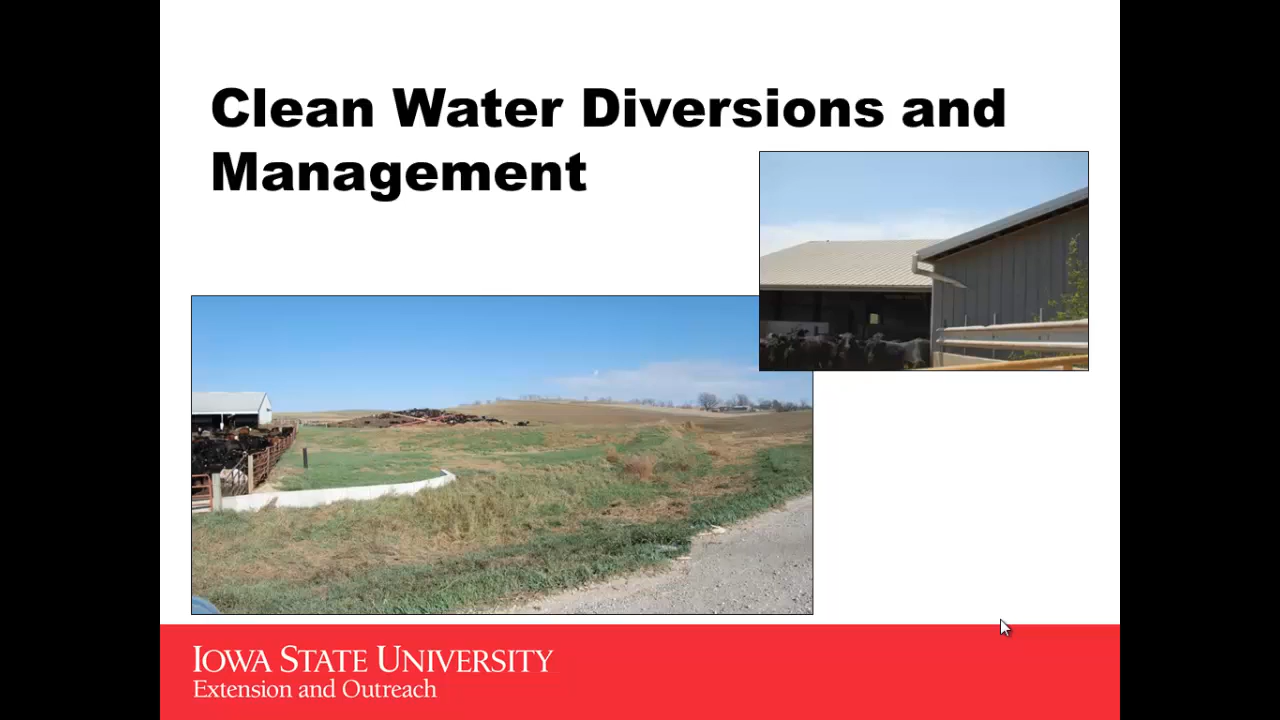 Clean Water Diversions and
Management
IOWA STATE UNIVERSITY
Extension and Outreach